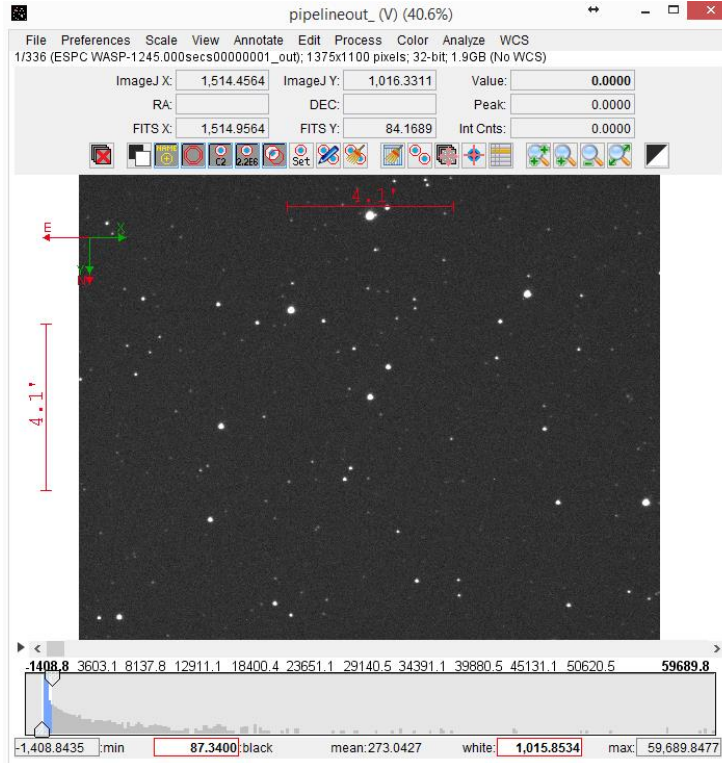 pipelineout_ (V) (40.6%)
File Preferences Scale View Annotate Edit Process Color Analyze WCS
1/336 (ESPC WASP-1245.000secs00000001_out); 1375x1100 pixels; 32-bit; 1.9GB (No WCS)
ImageJ X: 1,514.4564 ImageJ Y: 1,016.3311 Value: 0.0000
RA: DEC: Peak: 0.0000
FITS X: 1,514.9564 FITS Y: 84.1689 Int Cnts: 0.0000
NAME C2 2.2E6 Set
4.1'
E X
Y
N
4.1'
-1408.8 3603.1 8137.8 12911.1 18400.4 23651.1 29140.5 34391.1 39880.5 45131.1 50620.5 59689.8
-1,408.8435 :min 87.3400 :black mean:273.0427 white: 1,015.8534 max: 59,689.8477